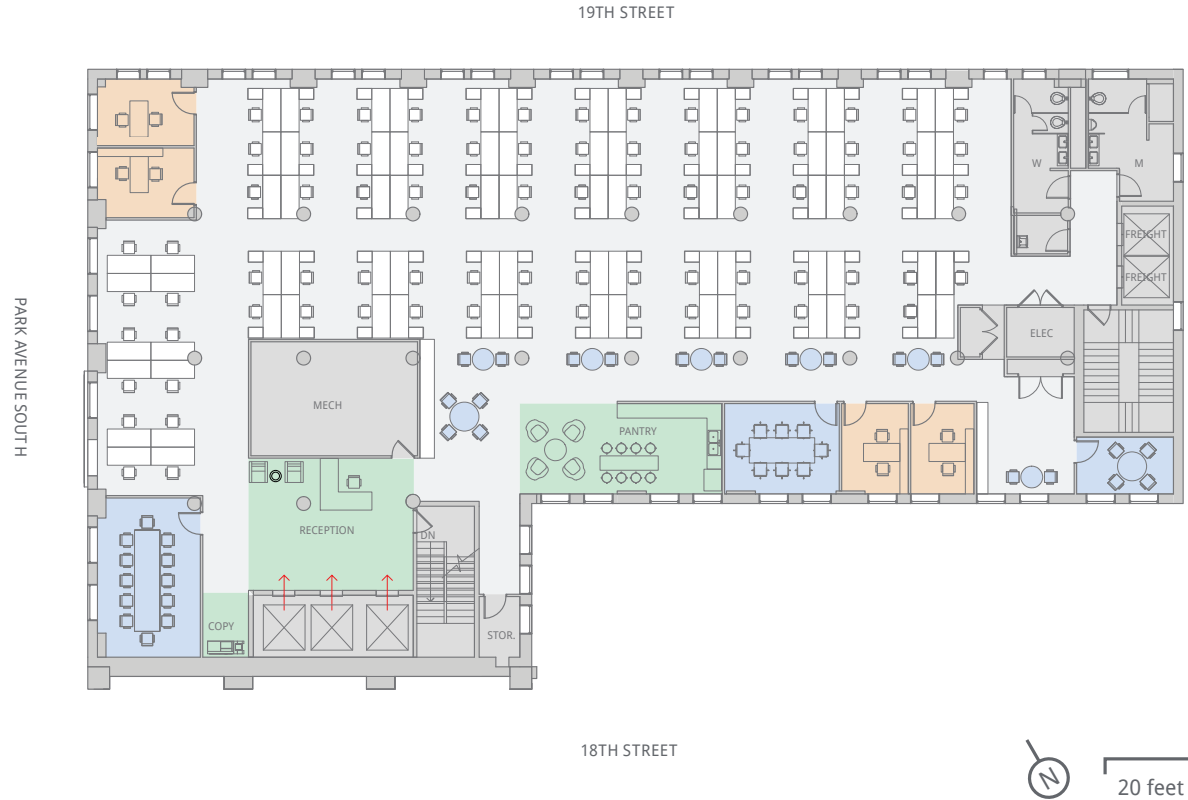 19TH STREET
W
M
FREIGHT
FREIGHT
PARK AVENUE SOUTH
ELEC
MECH
PANTRY
RECEPTION
DN
COPY
STOR.
18TH STREET
N
20 feet